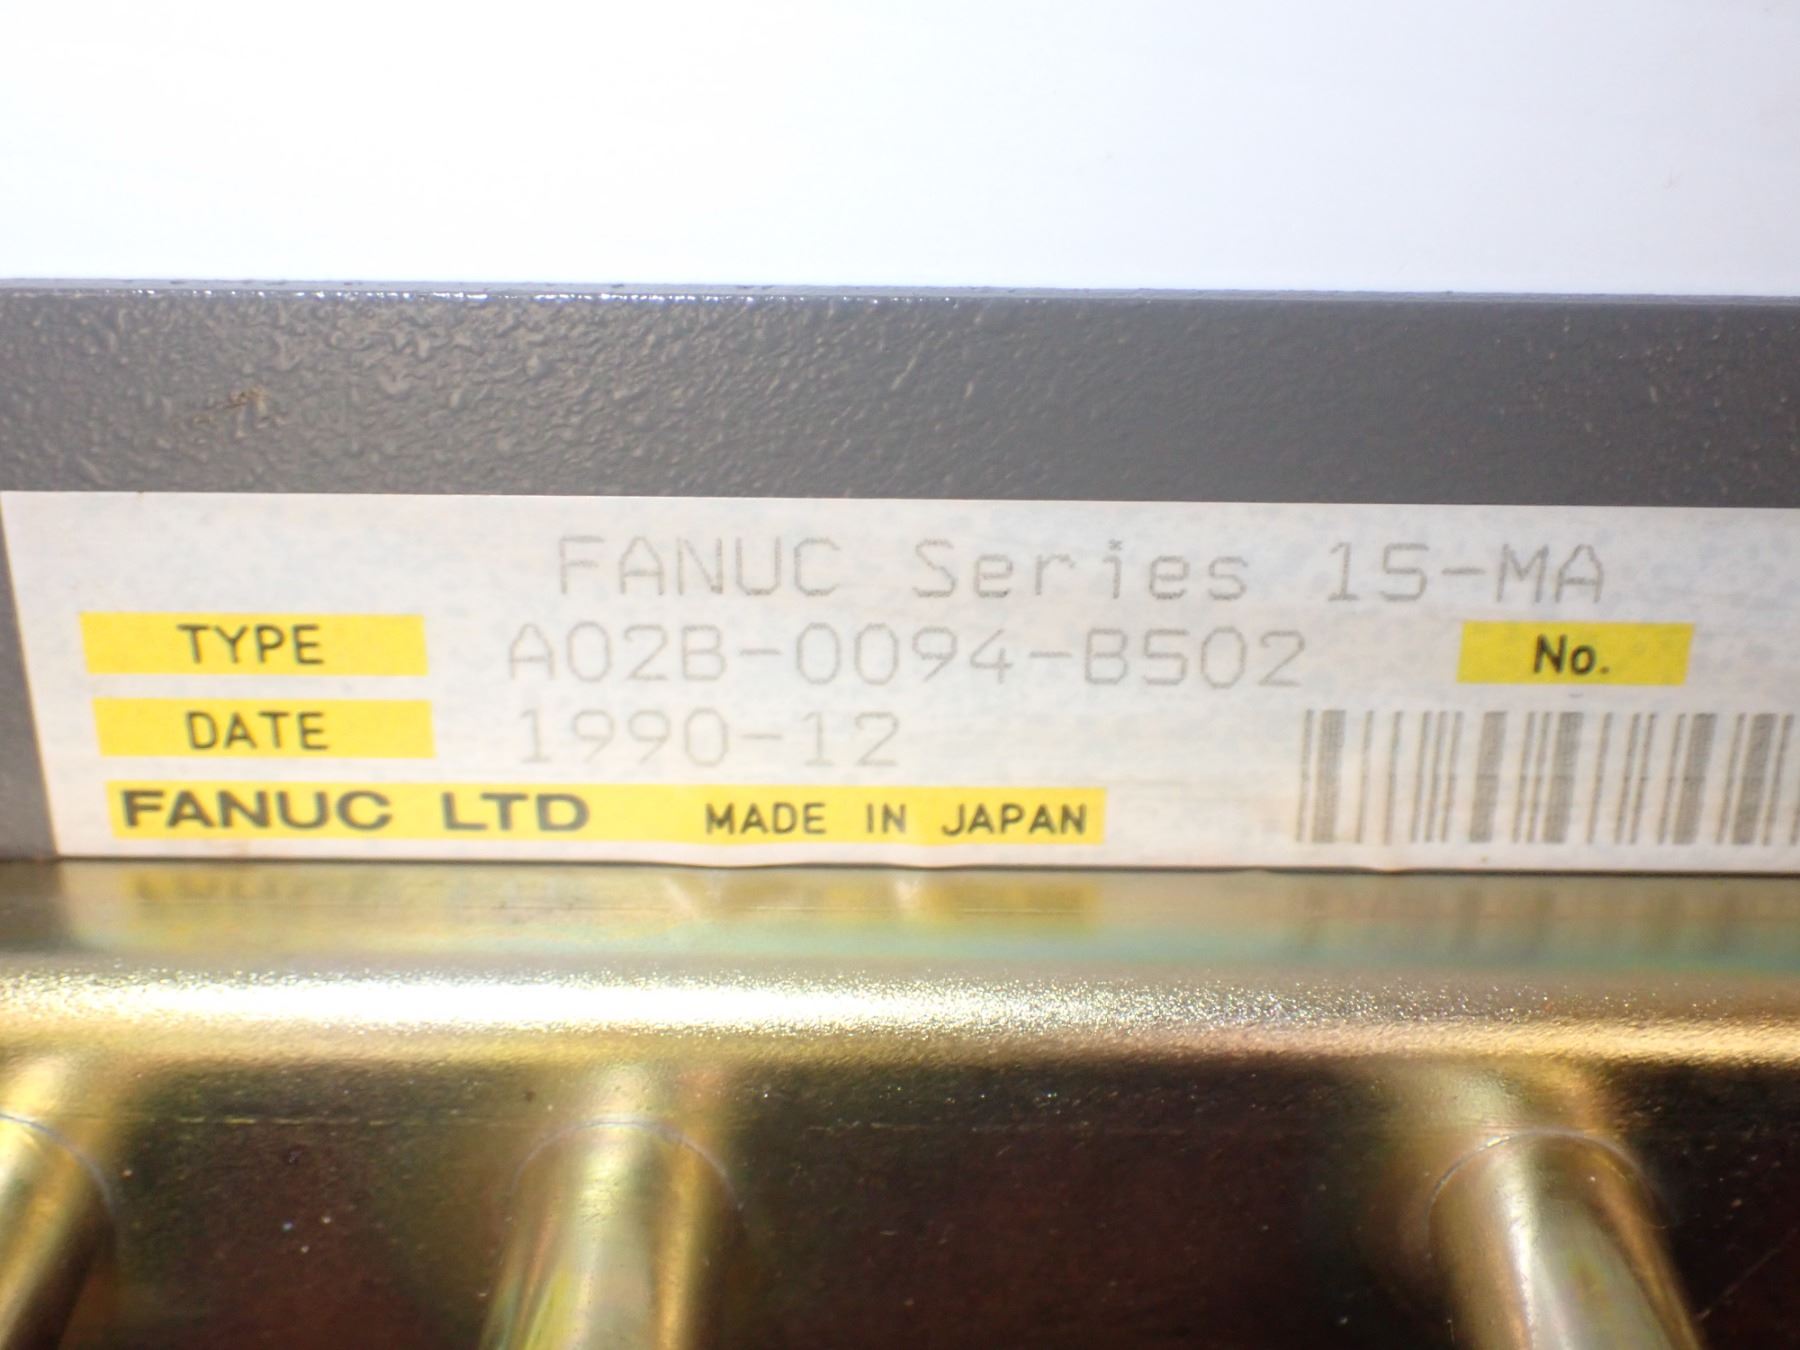 FANUC Series 15-MA
TYPE A02B-0094-B502 No.
DATE 1990-12
FANUC LTD MADE IN JAPAN